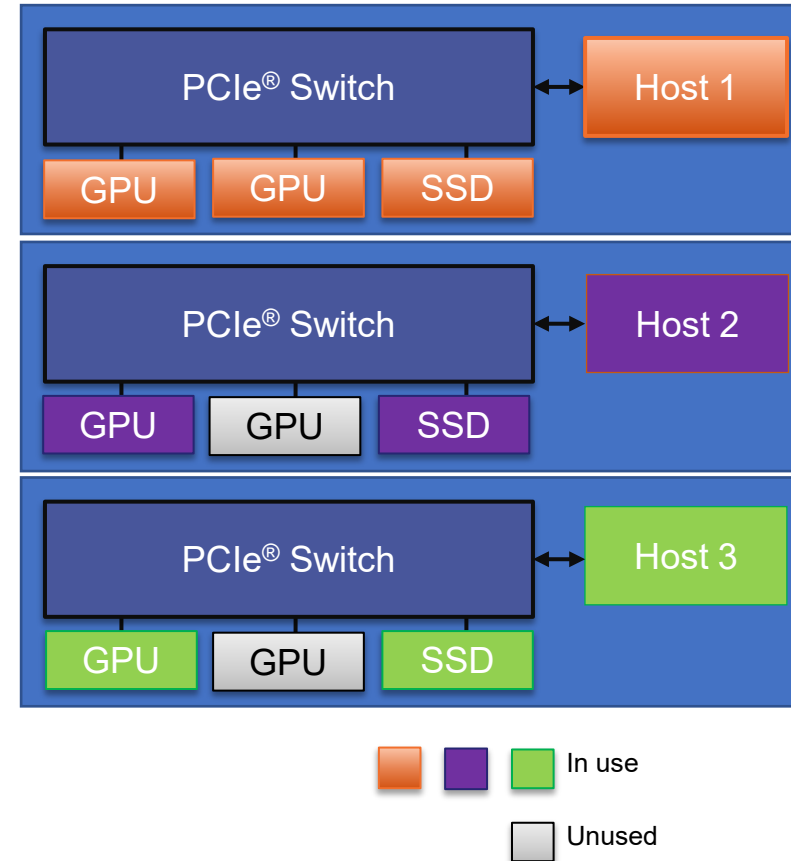 PCIe® Switch
Host 1
GPU
GPU
SSD
PCIe® Switch
Host 2
GPU
GPU
SSD
PCIe® Switch
Host 3
GPU
GPU
SSD
In use
Unused